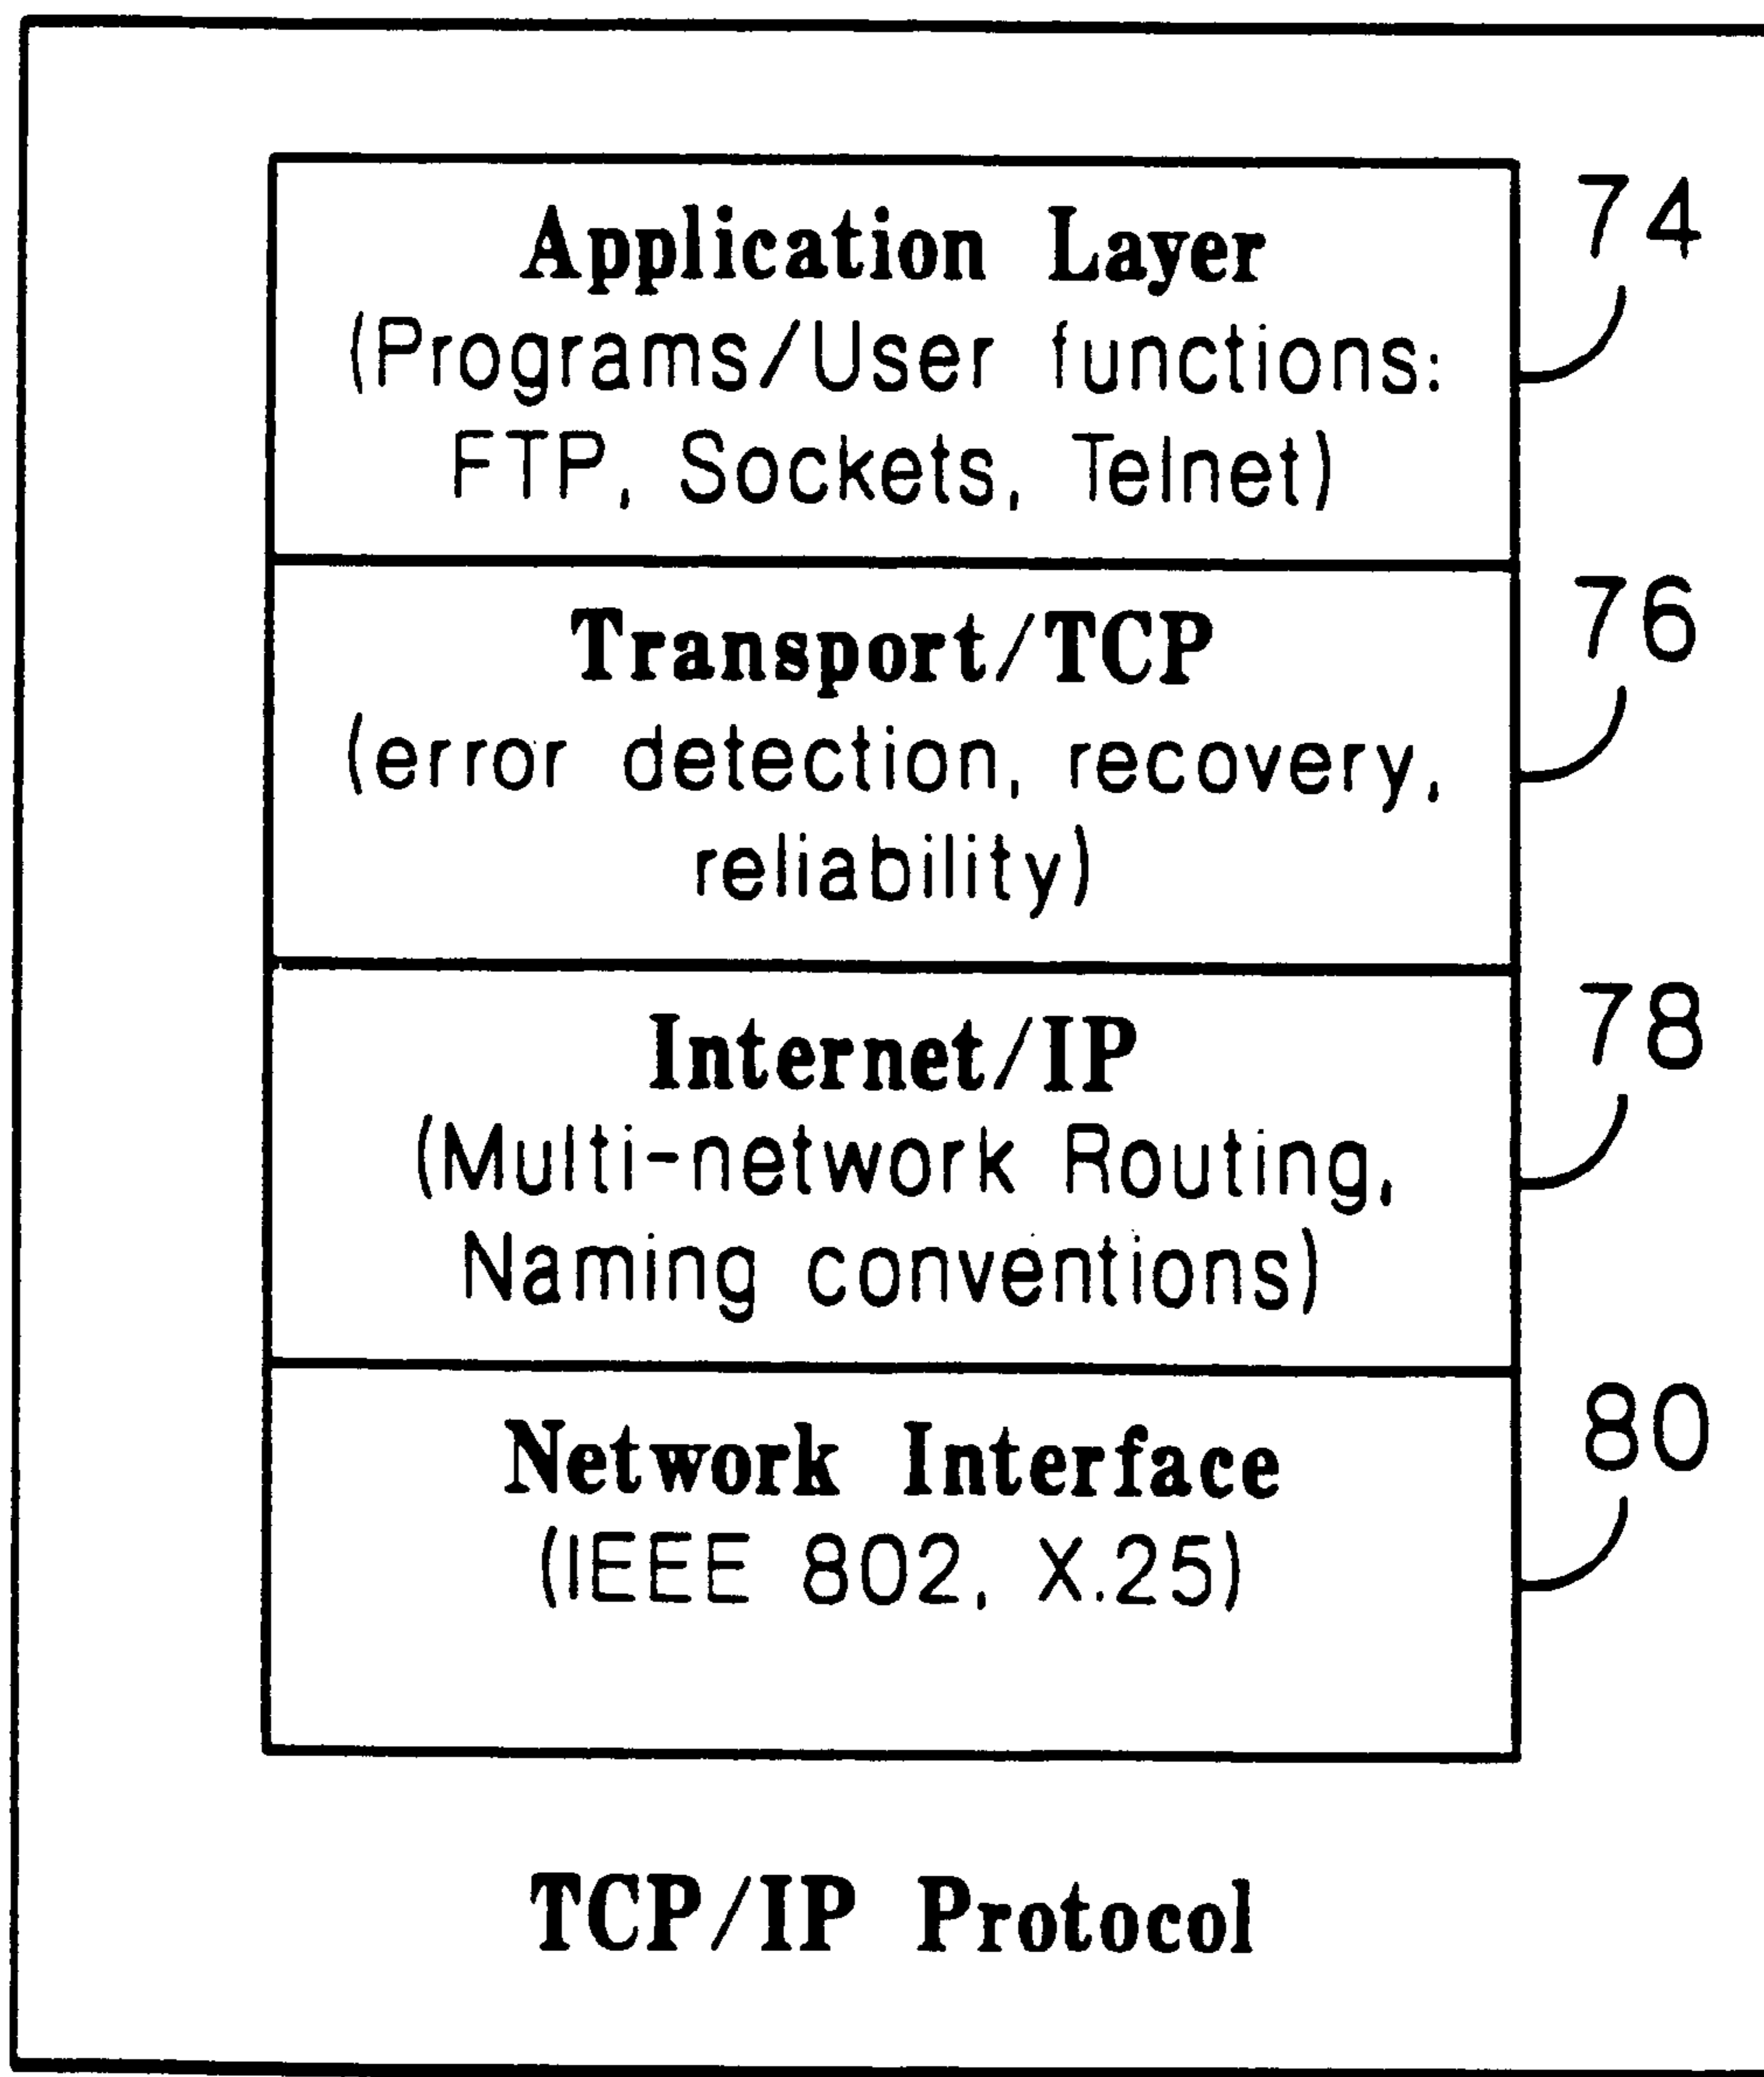 Application Layer
74
(Programs/User functions:
FTP, Sockets, Telnet)
Transport/TCP
76
(error detection, recovery,
reliability)
Internet/IP
78
(Multi-network Routing,
Naming conventions)
Network Interface
80
(IEEE 802, X.25)
TCP/IP Protocol